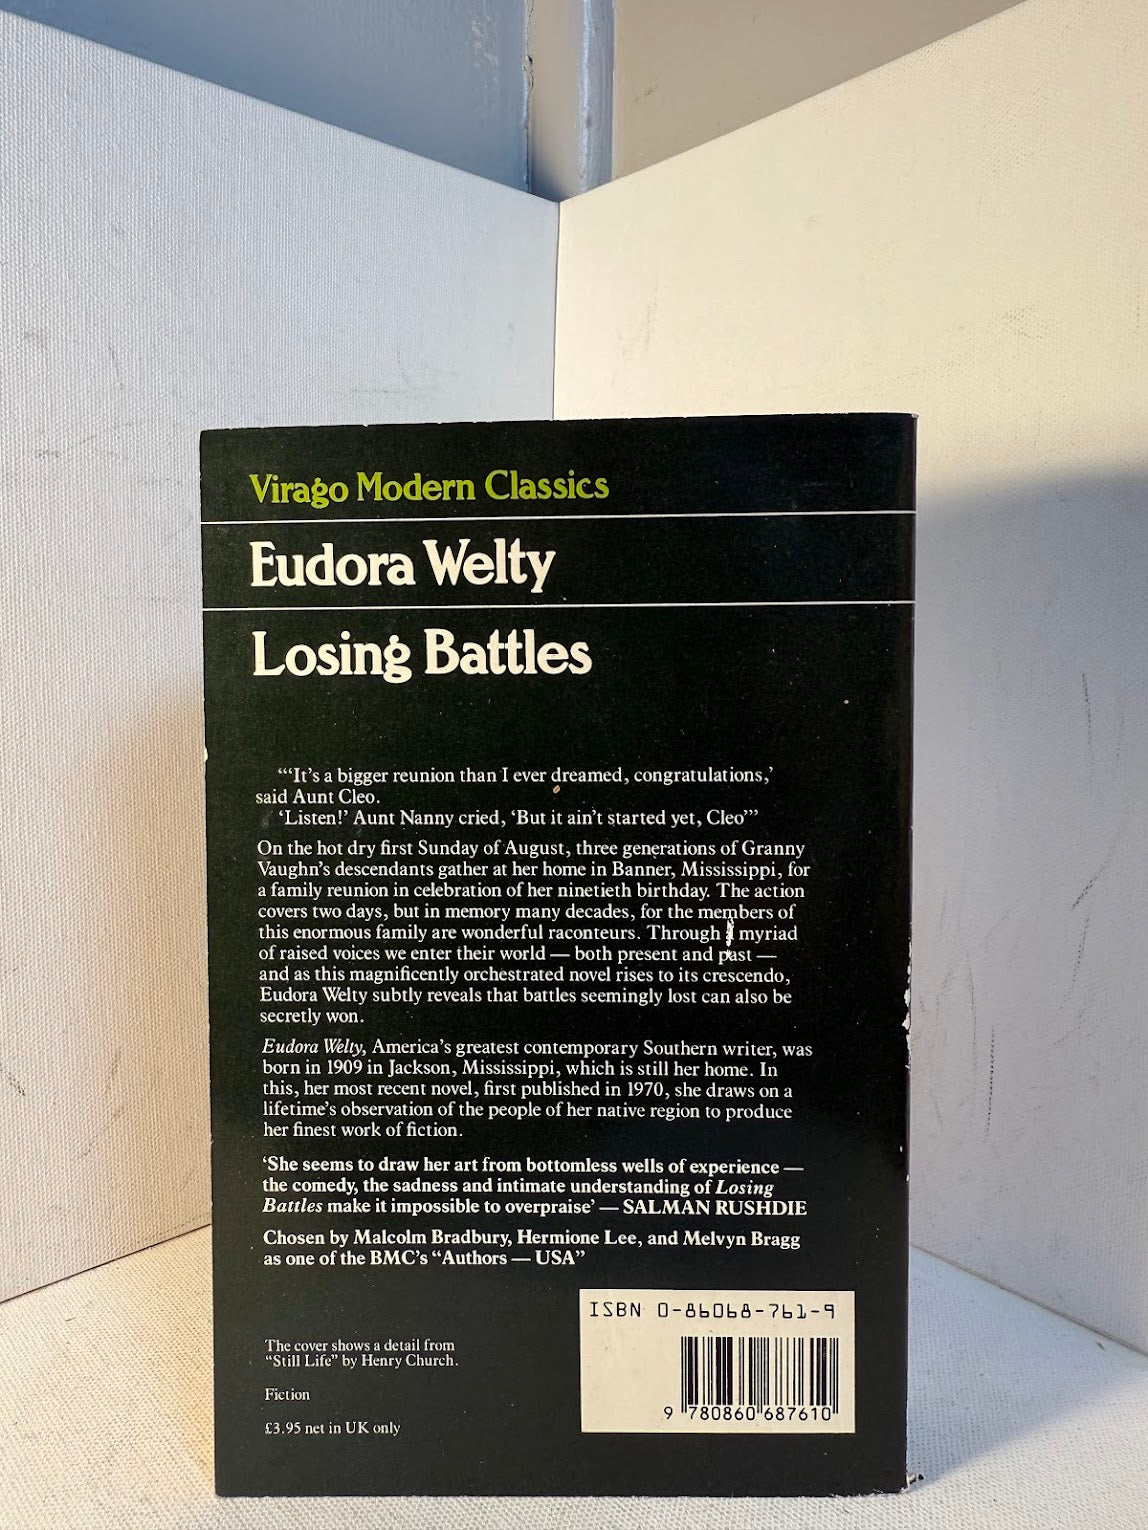 Virago Modern Classics
Eudora Welty
Losing Battles
“‘It’s a bigger reunion than I ever dreamed, congratulations,’
said Aunt Cleo.
‘Listen!’ Aunt Nanny cried, ‘But it ain’t started yet, Cleo’”
On the hot dry first Sunday of August, three generations of Granny
Vaughn’s descendants gather at her home in Banner, Mississippi, for
a family reunion in celebration of her ninetieth birthday. The action
covers two days, but in memory many decades, for the members of
this enormous family are wonderful raconteurs. Through a myriad
of raised voices we enter their world — both present and past —
and as this magnificently orchestrated novel rises to its crescendo,
Eudora Welty subtly reveals that battles seemingly lost can also be
secretly won.
Eudora Welty, America’s greatest contemporary Southern writer, was
born in 1909 in Jackson, Mississippi, which is still her home. In
this, her most recent novel, first published in 1970, she draws on a
lifetime’s observation of the people of her native region to produce
her finest work of fiction.
‘She seems to draw her art from bottomless wells of experience —
the comedy, the sadness and intimate understanding of Losing
Battles make it impossible to overpraise’ — SALMAN RUSHDIE
Chosen by Malcolm Bradbury, Hermione Lee, and Melvyn Bragg
as one of the BMC’s “Authors — USA”
The cover shows a detail from
“Still Life” by Henry Church.
Fiction
£3.95 net in UK only
ISBN 0-86068-761-9
9 780860 687610